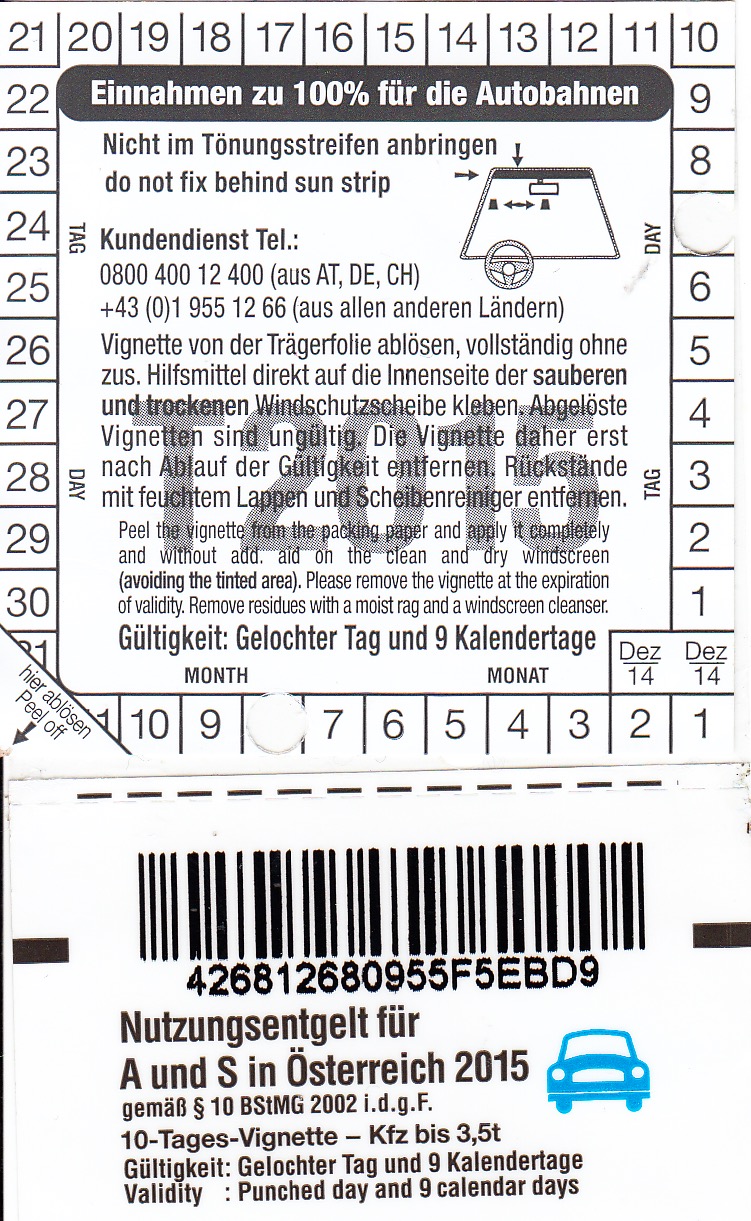 21 20 19 18 17 16 15 14 13 12 11 10
22
9
23
8
24
25
6
26
5
27
4
28
3
29
2
30
1
31
Einnahmen zu 100% für die Autobahnen
Nicht im Tönungsstreifen anbringen
do not fix behind sun strip
TAG
DAY
Kundendienst Tel.:
0800 400 12 400 (aus AT, DE, CH)
+43 (0)1 955 12 66 (aus allen anderen Ländern)
Vignette von der Trägerfolie ablösen, vollständig ohne
zus. Hilfsmittel direkt auf die Innenseite der sauberen
und trockenen Windschutzscheibe kleben. Abgelöste
Vignetten sind ungültig. Die Vignette daher erst
nach Ablauf der Gültigkeit entfernen. Rückstände
mit feuchtem Lappen und Scheibenreiniger entfernen.
DAY
TAG
T2015
Peel the vignette from the packing paper and apply it completely
and without add. aid on the clean and dry windscreen
(avoiding the tinted area). Please remove the vignette at the expiration
of validity. Remove residues with a moist rag and a windscreen cleanser.
Gültigkeit: Gelochter Tag und 9 Kalendertage
MONTH
MONAT
Dez
14
Dez
14
hier ablösen
Peel off
11 10 9 7 6 5 4 3 2 1
426812680955F5EBD9
Nutzungsentgelt für
A und S in Österreich 2015
gemäß § 10 BStMG 2002 i.d.g.F.
10-Tages-Vignette – Kfz bis 3,5t
Gültigkeit: Gelochter Tag und 9 Kalendertage
Validity : Punched day and 9 calendar days